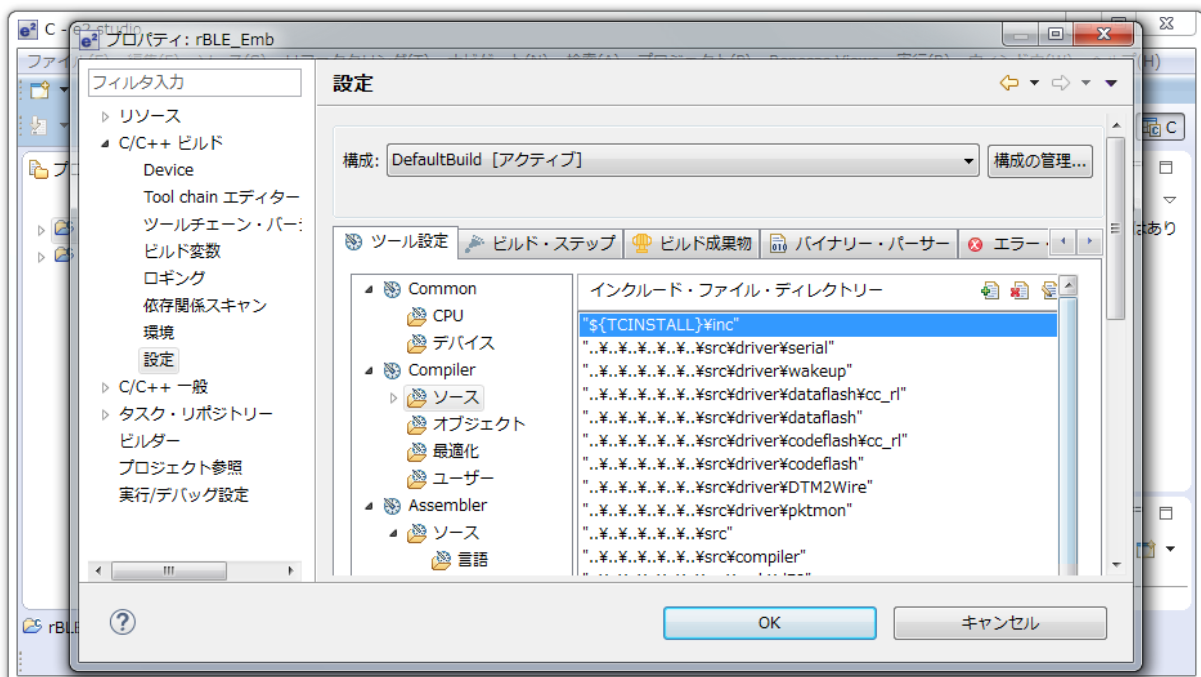 C - e2 studio
プロパティ: rBLE_Emb
(H)
フィルタ入力
設定
リソース
C/C++ ビルド
Device
Tool chain エディター
ツールチェーン・バー
ビルド変数
ロギング
依存関係スキャン
環境
設定
C/C++ 一般
タスク・リポジトリー
ビルダー
プロジェクト参照
実行/デバッグ設定
構成: DefaultBuild [アクティブ]
構成の管理...
ツール設定 ビルド・ステップ ビルド成果物 バイナリー・パーサー エラー・
Common
CPU
デバイス
Compiler
ソース
オブジェクト
最適化
ユーザー
Assembler
ソース
言語
インクルード・ファイル・ディレクトリー
"${TCINSTALL}¥inc"
"..¥..¥..¥..¥..¥src¥driver¥serial"
"..¥..¥..¥..¥..¥src¥driver¥wakeup"
"..¥..¥..¥..¥..¥src¥driver¥dataflash¥cc_rl"
"..¥..¥..¥..¥..¥src¥driver¥dataflash"
"..¥..¥..¥..¥..¥src¥driver¥codeflash¥cc_rl"
"..¥..¥..¥..¥..¥src¥driver¥codeflash"
"..¥..¥..¥..¥..¥src¥driver¥DTM2Wire"
"..¥..¥..¥..¥..¥src¥driver¥pktmon"
"..¥..¥..¥..¥..¥src"
"..¥..¥..¥..¥..¥src¥compiler"
OK
キャンセル
C
プ
はあり
rBLE